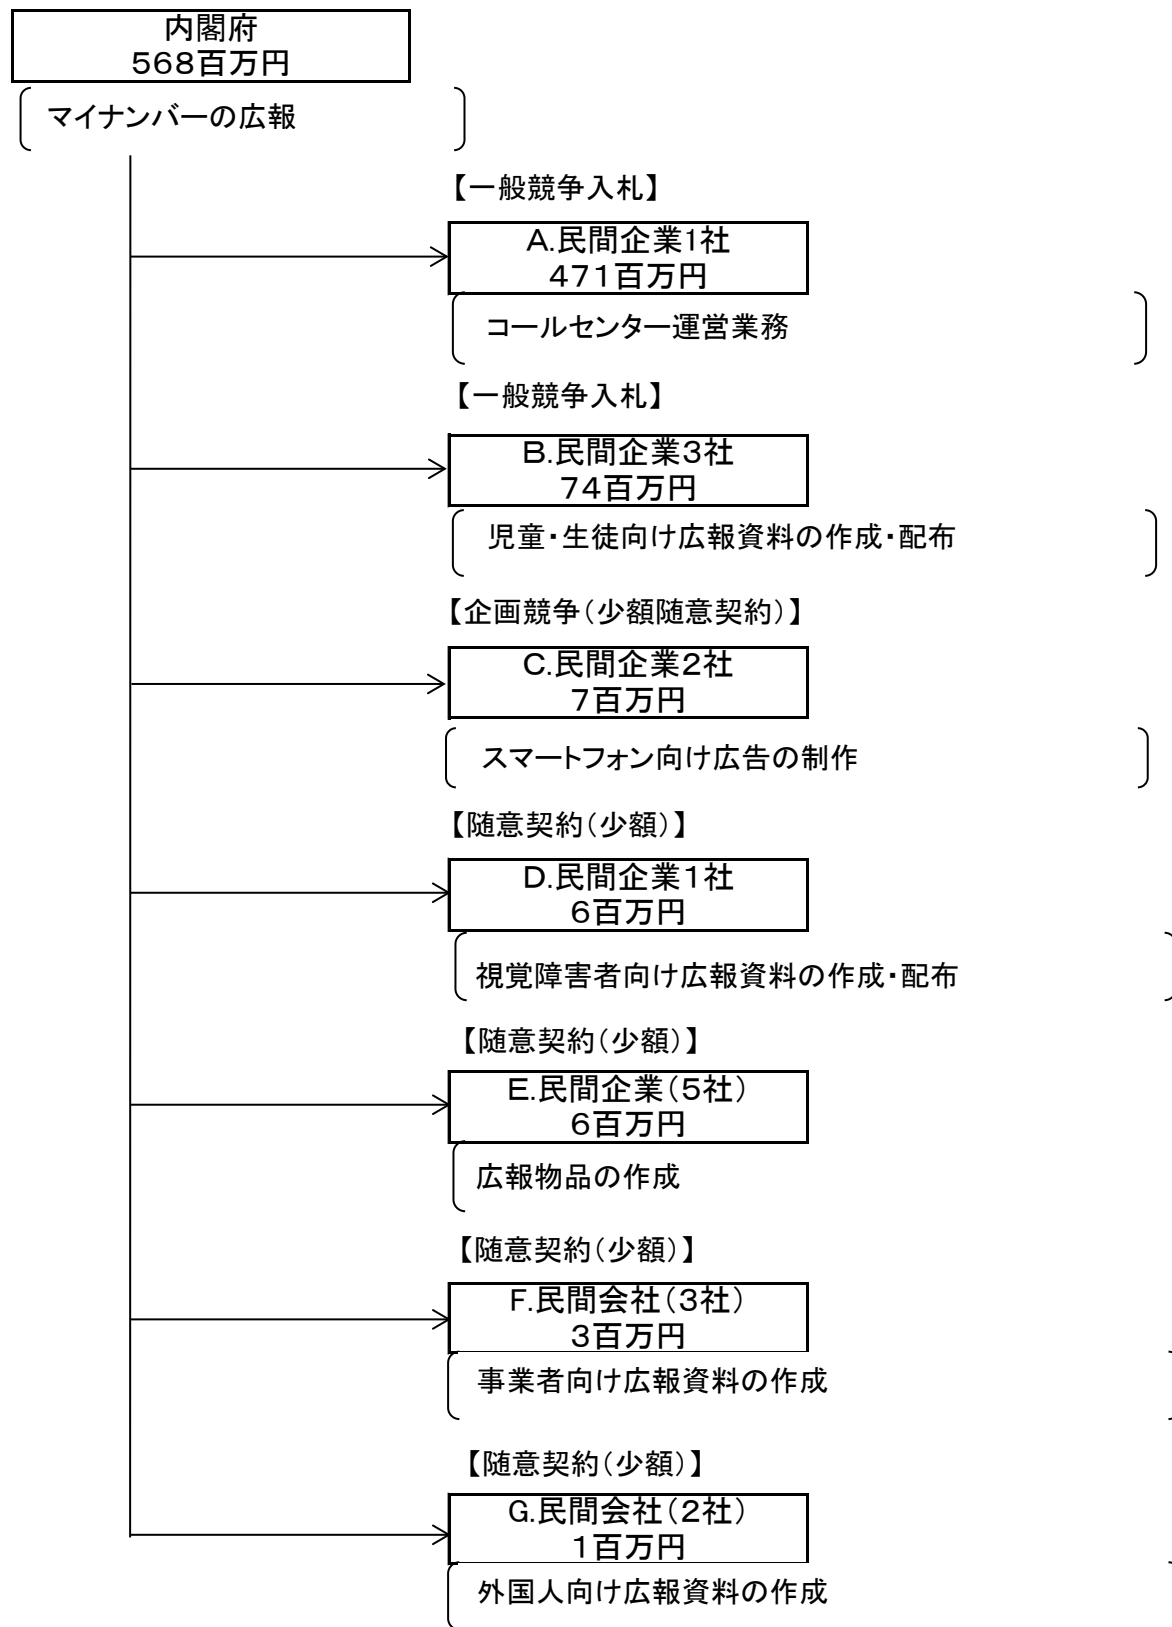 内閣府
568百万円
マイナンバーの広報
【一般競争入札】
A.民間企業1社
471百万円
コールセンター運営業務
【一般競争入札】
B.民間企業3社
74百万円
児童・生徒向け広報資料の作成・配布
【企画競争(少額随意契約)】
C.民間企業2社
7百万円
スマートフォン向け広告の制作
【随意契約(少額)】
D.民間企業1社
6百万円
視覚障害者向け広報資料の作成・配布
【随意契約(少額)】
E.民間企業(5社)
6百万円
広報物品の作成
【随意契約(少額)】
F.民間会社(3社)
3百万円
事業者向け広報資料の作成
【随意契約(少額)】
G.民間会社(2社)
1百万円
外国人向け広報資料の作成